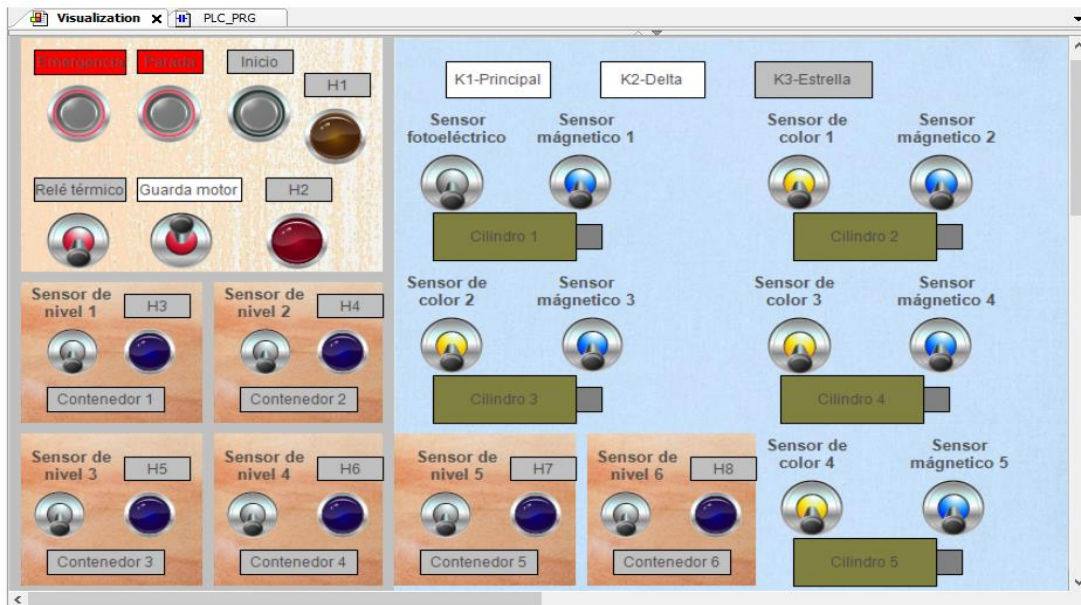 Visualization
PLC_PRG
Emergencia
Parada
Inicio
H1
Relé térmico
Guarda motor
H2
K1-Principal
K2-Delta
K3-Estrella
Sensor
fotoeléctrico
Sensor
mágnetico 1
Sensor de
color 1
Sensor
mágnetico 2
Cilindro 1
Cilindro 2
Sensor de
color 2
Sensor
mágnetico 3
Sensor de
color 3
Sensor
mágnetico 4
Cilindro 3
Cilindro 4
Sensor de
nivel 1
H3
Contenedor 1
Sensor de
nivel 2
H4
Contenedor 2
Sensor de
nivel 3
H5
Contenedor 3
Sensor de
nivel 4
H6
Contenedor 4
Sensor de
nivel 5
H7
Contenedor 5
Sensor de
nivel 6
H8
Contenedor 6
Sensor de
color 4
Sensor
mágnetico 5
Cilindro 5